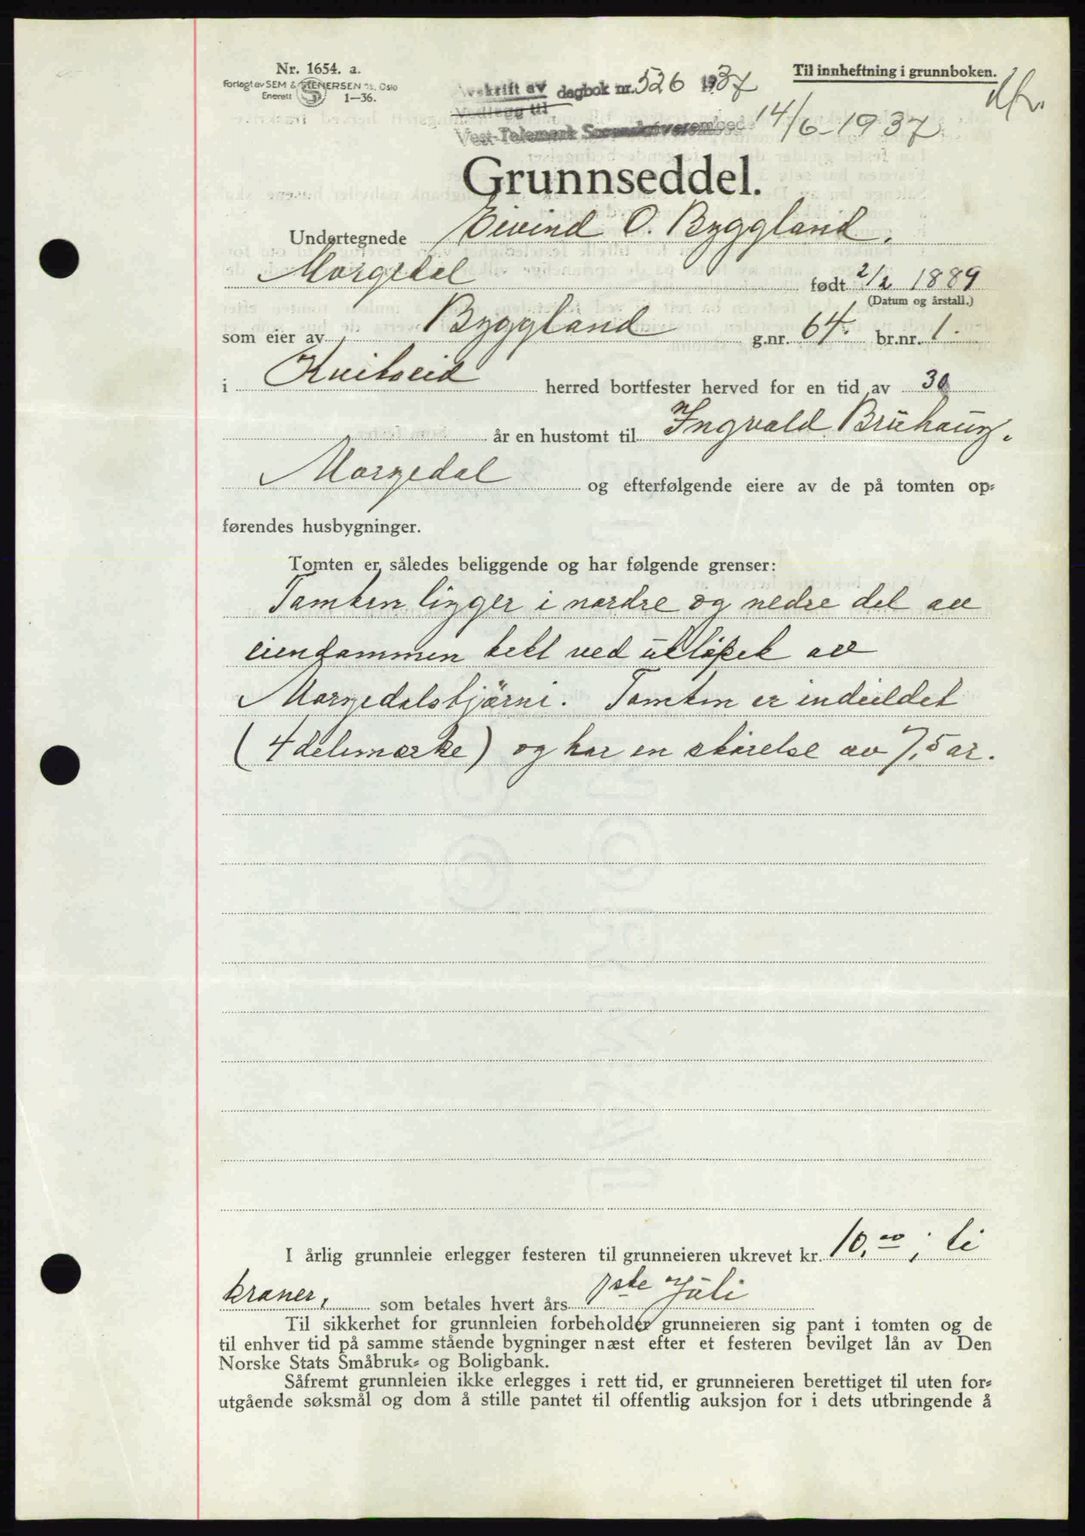 Nr. 1654. a.
Forlagt av SEM & STENERSEN A/S, Oslo
Enerett 1—36.
Avskrift av dagbok nr. 526 1937
Vedlegg til
Vest-Telemark Sorenskriverembede 14/6-1937
Til innheftning i grunnboken.
Grunnseddel.
Undertegnede Eivind O. Byggland,
Morgedal født 2/2 1889
(Datum og årstall.)
som eier av Byggland g.nr. 64. br.nr. 1.
i Kviteseid herred bortfester herved for en tid av 30
år en hustomt til Ingvald Bruhaug,
Morgedal og efterfølgende eiere av de på tomten op-
førendes husbygninger.
Tomten er således beliggende og har følgende grenser:
Tomten ligger i nordre og nedre del av
eiendommen tett ved utløpet av
Morgedalstjørni. Tomten er inndeildet
(4 delemerke) og har en størelse av 7,5 ar.
I årlig grunnleie erlegger festeren til grunneieren ukrevet kr. 10,00; ti
kroner, som betales hvert års 1ste Juli
Til sikkerhet for grunnleien forbeholder grunneieren sig pant i tomten og de
til enhver tid på samme stående bygninger næst efter et festeren bevilget lån av Den
Norske Stats Småbruk- og Boligbank.
Såfremt grunnleien ikke erlegges i rett tid, er grunneieren berettiget til uten for-
utgående søksmål og dom å stille pantet til offentlig auksjon for i dets utbringende å